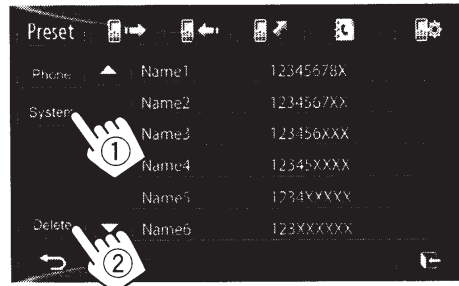 Preset
Phone Name1 12345678X
System Name2 1234567XX
Name3 123456XXX
1
Name4 12345XXXX
Name5 1234XXXXX
Delete Name6 123XXXXXX
2